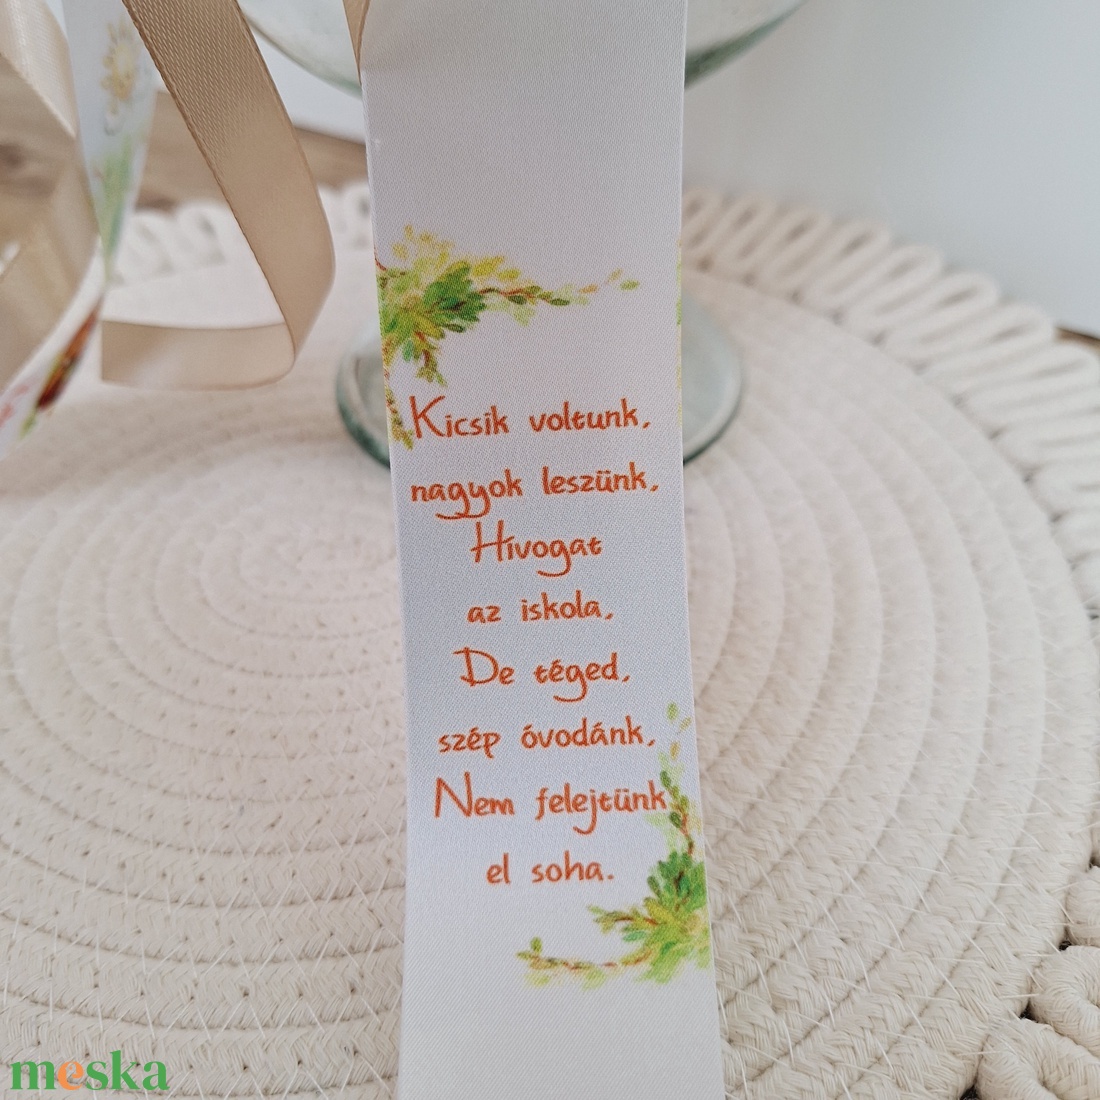 Kicsik voltunk,
nagyok leszünk,
Hívogat
az iskola,
De téged,
szép óvodánk,
Nem felejtünk
el soha.
meska